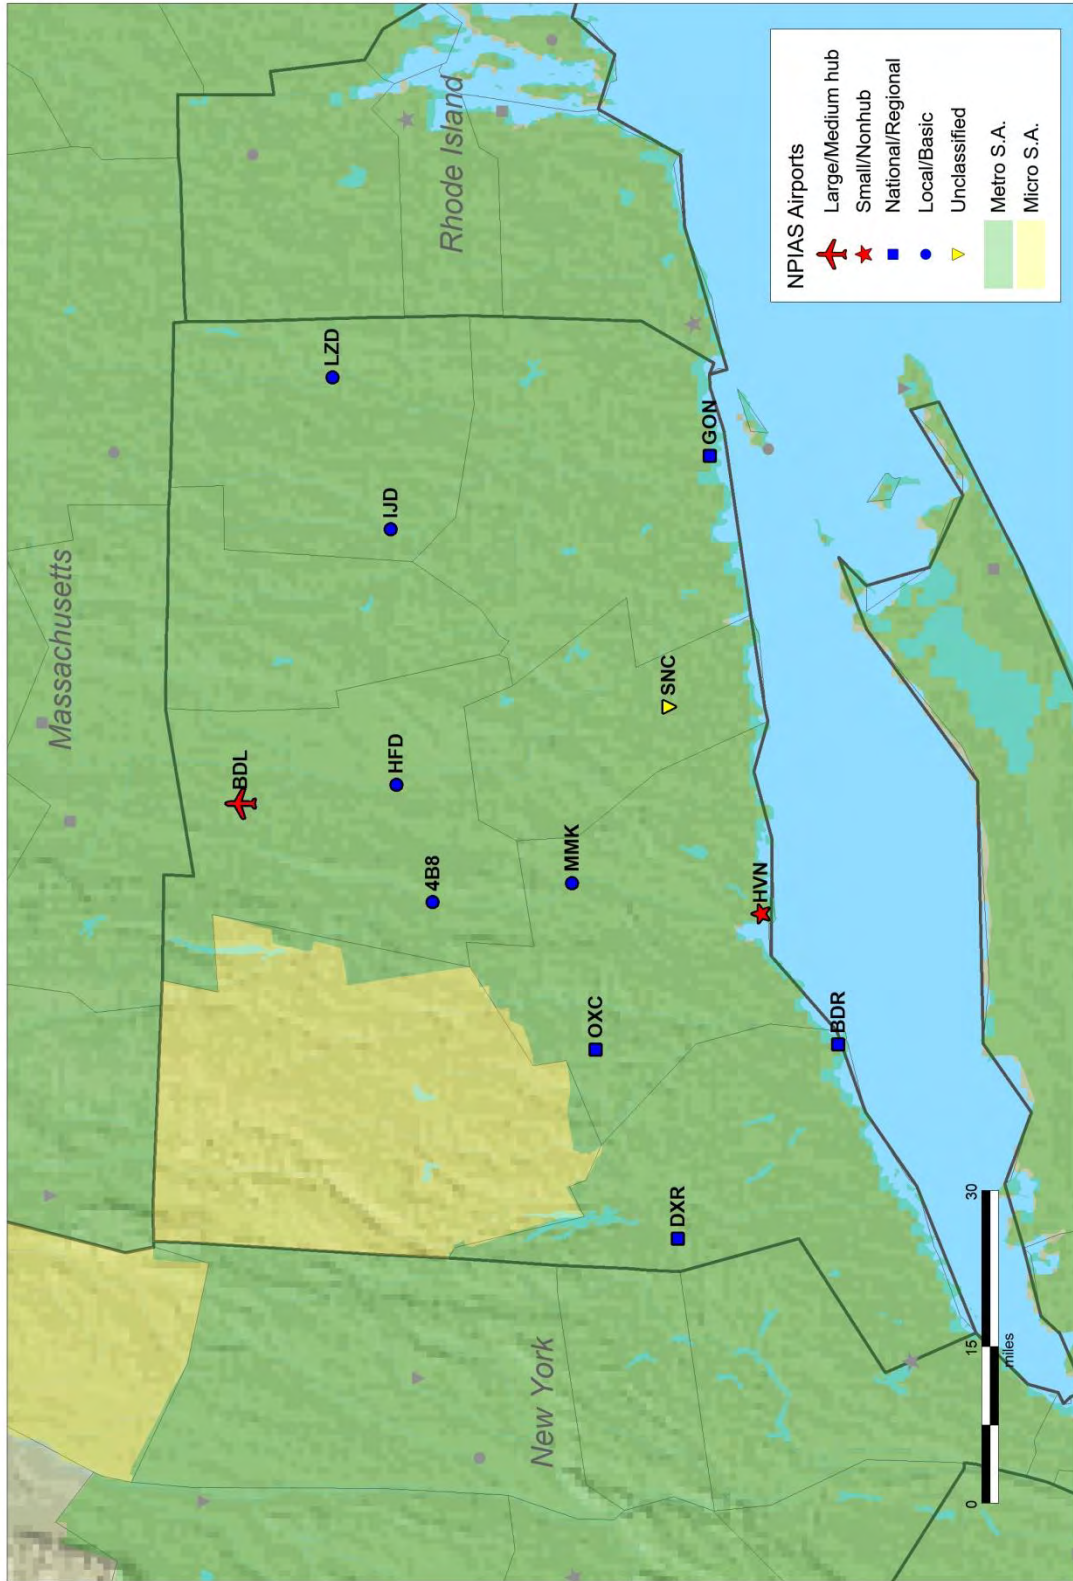 Massachusetts
Rhode Island
New York
BDL
LZD
IJD
HFD
4B8
MMK
SNC
GON
OXC
HVN
DXR
BDR
NPIAS Airports
Large/Medium hub
Small/Nonhub
National/Regional
Local/Basic
Unclassified
Metro S.A.
Micro S.A.
0 15 30
miles